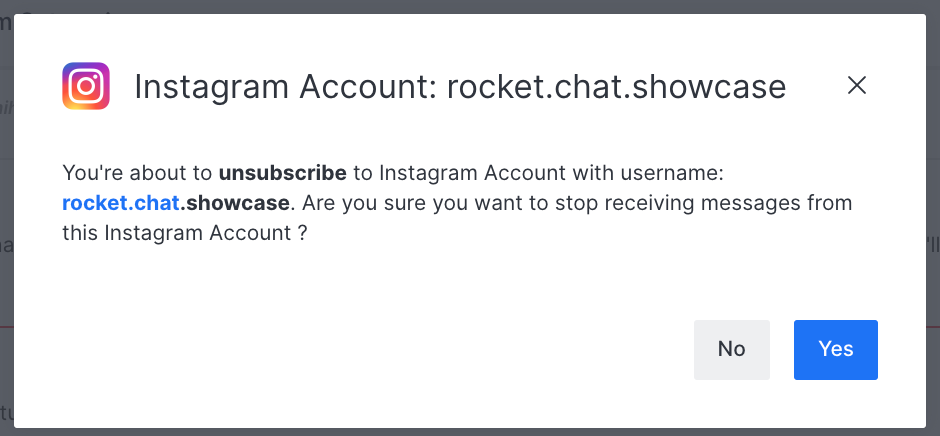 Instagram Account: rocket.chat.showcase
You're about to unsubscribe to Instagram Account with username:
rocket.chat.showcase. Are you sure you want to stop receiving messages from
this Instagram Account ?
No
Yes